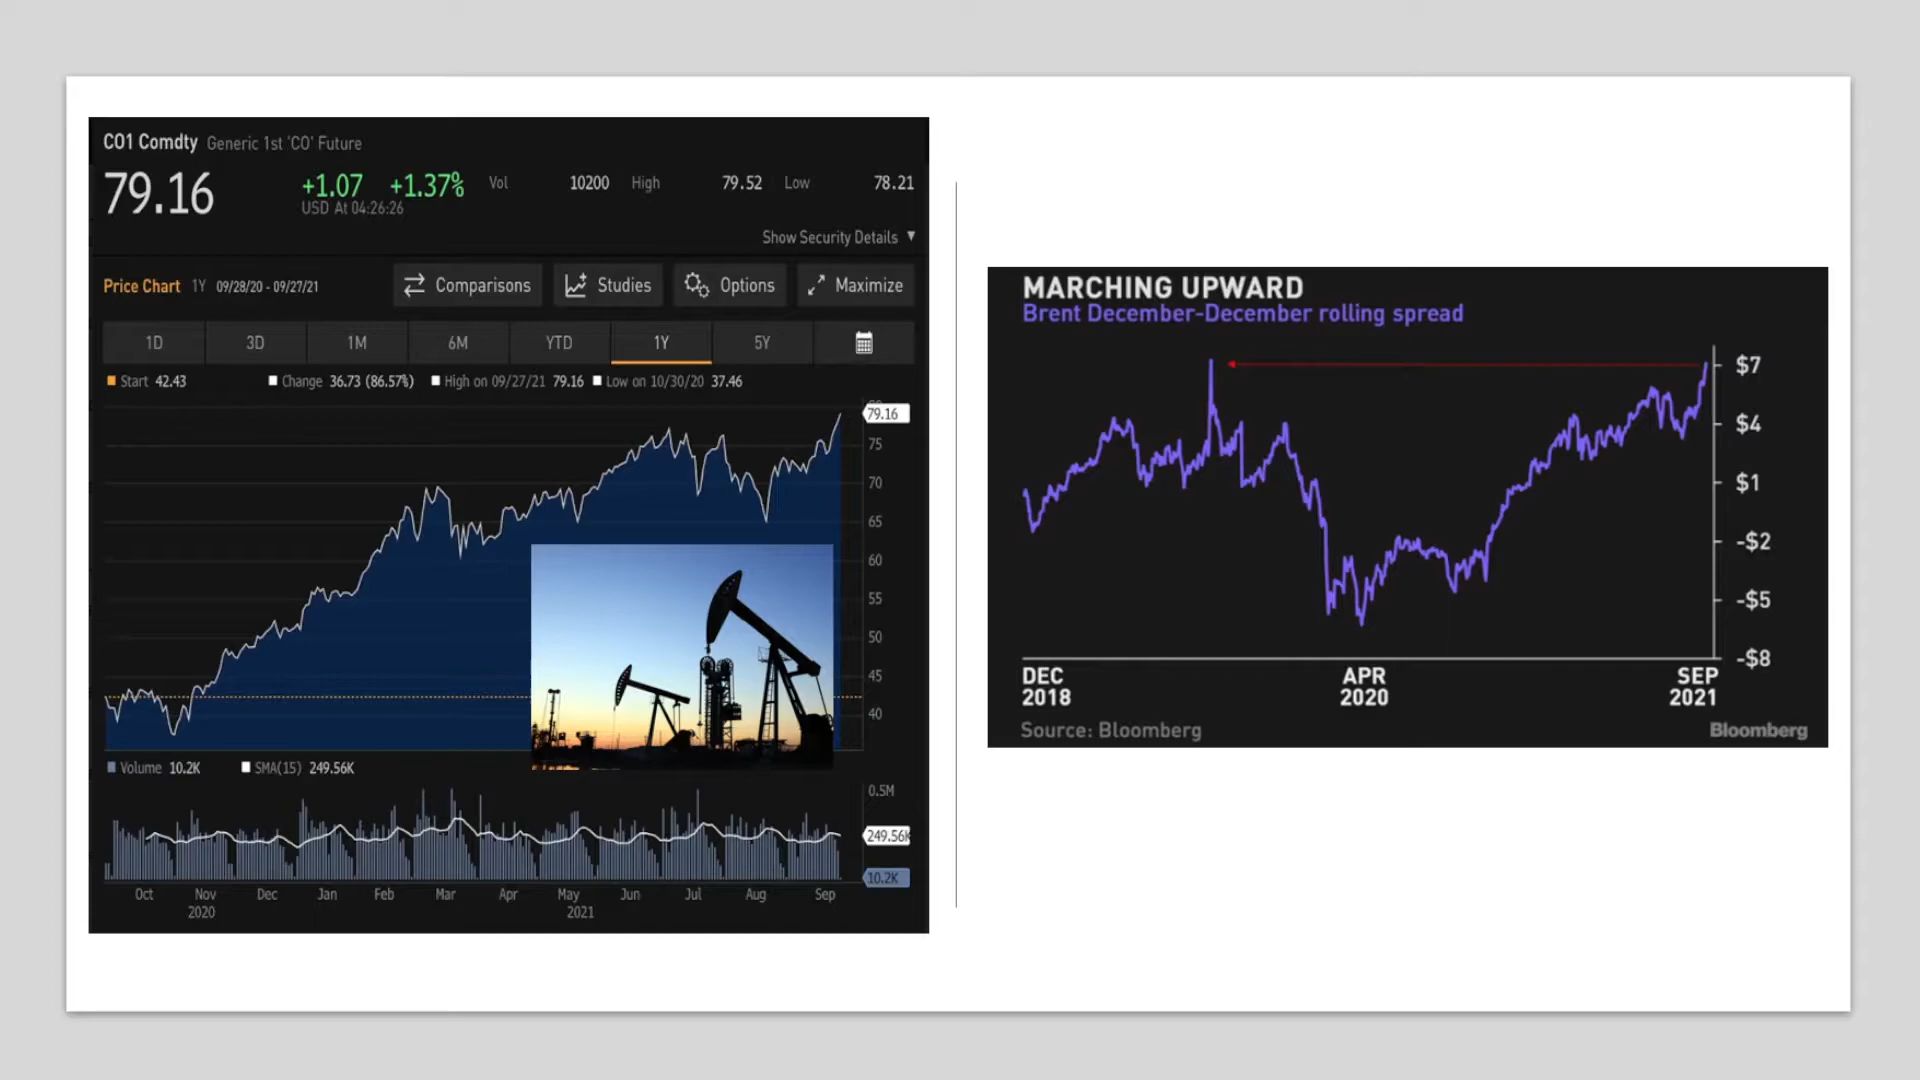 CO1 Comdty Generic 1st 'CO' Future
79.16 +1.07 +1.37% Vol 10200 High 79.52 Low 78.21
USD At 04:26:26
Show Security Details ▼
Price Chart 1Y 09/28/20 - 09/27/21 Comparisons Studies Options Maximize
1D 3D 1M 6M YTD 1Y 5Y
Start 42.43 Change 36.73 (86.57%) High on 09/27/21 79.16 Low on 10/30/20 37.46
79.16
75
70
65
60
55
50
45
40
Volume 10.2K SMA(15) 249.56K
0.5M
249.56K
10.2K
Oct Nov Dec Jan Feb Mar Apr May Jun Jul Aug Sep
2020 2021
MARCHING UPWARD
Brent December-December rolling spread
$7
$4
$1
-$2
-$5
-$8
DEC APR SEP
2018 2020 2021
Source: Bloomberg Bloomberg